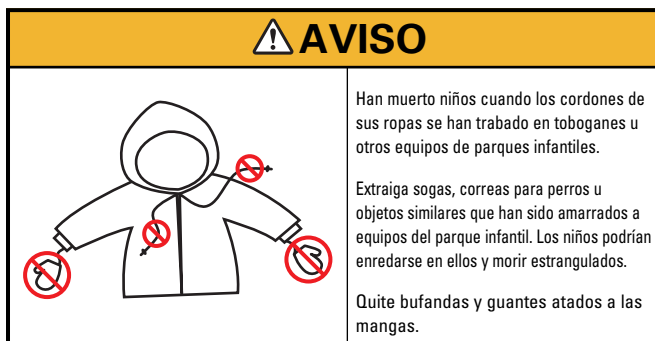 AVISO
Han muerto niños cuando los cordones de
sus ropas se han trabado en toboganes u
otros equipos de parques infantiles.
Extraiga sogas, correas para perros u
objetos similares que han sido amarrados a
equipos del parque infantil. Los niños podrían
enredarse en ellos y morir estrangulados.
Quite bufandas y guantes atados a las
mangas.